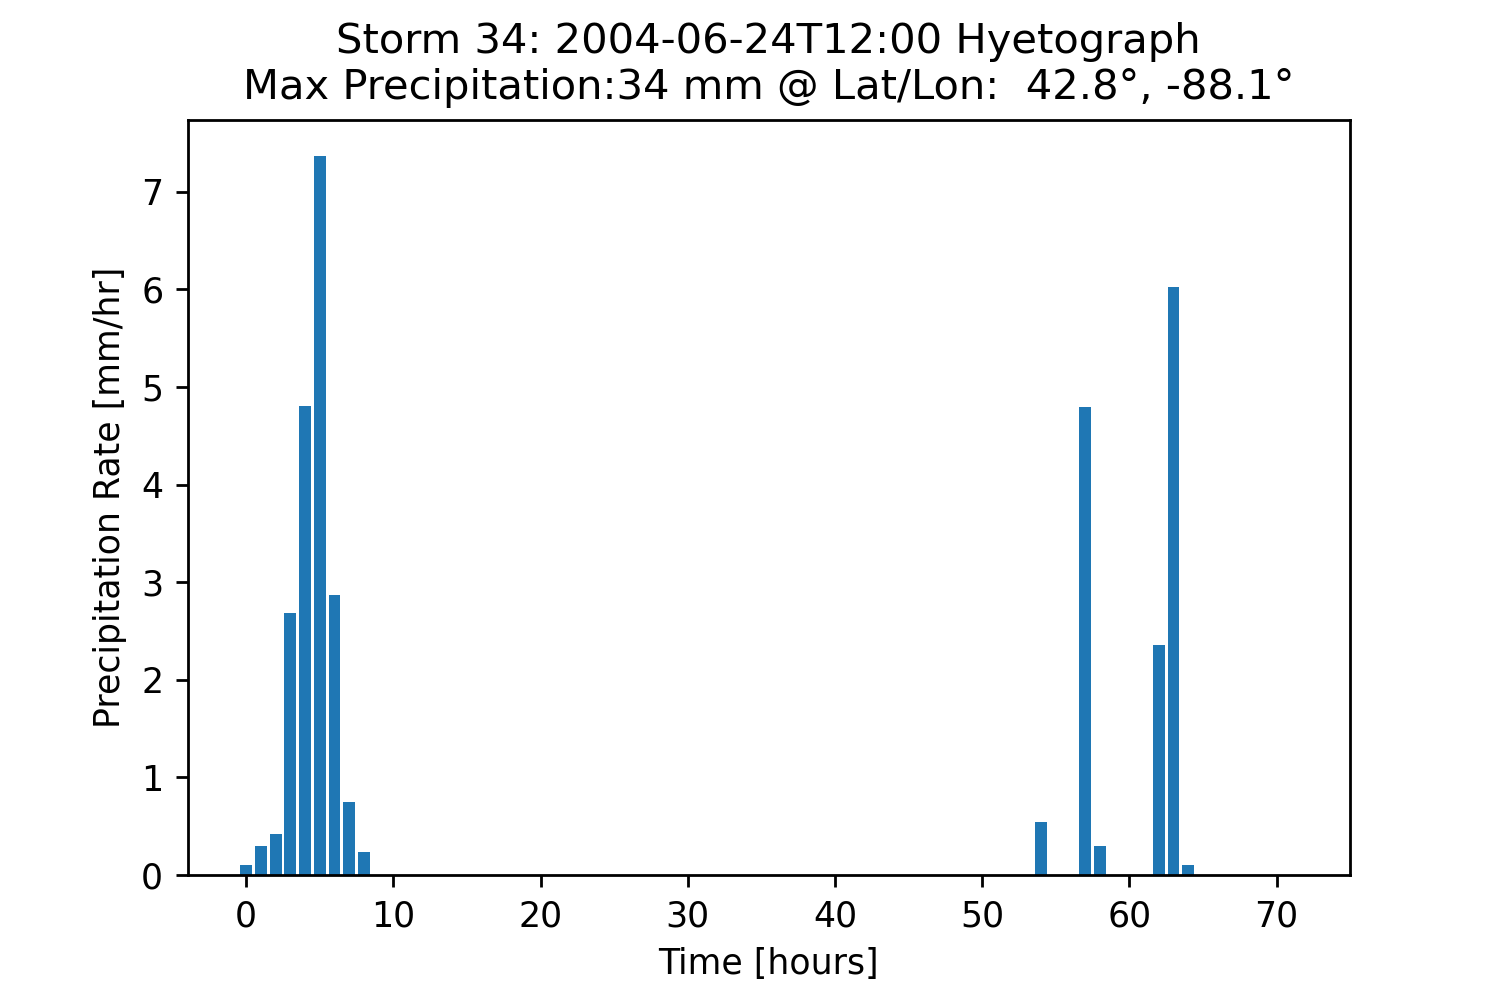 Storm 34: 2004-06-24T12:00 Hyetograph
Max Precipitation:34 mm @ Lat/Lon:  42.8°, -88.1°
7
6
5
4
3
2
1
0
Precipitation Rate [mm/hr]
0 10 20 30 40 50 60 70
Time [hours]